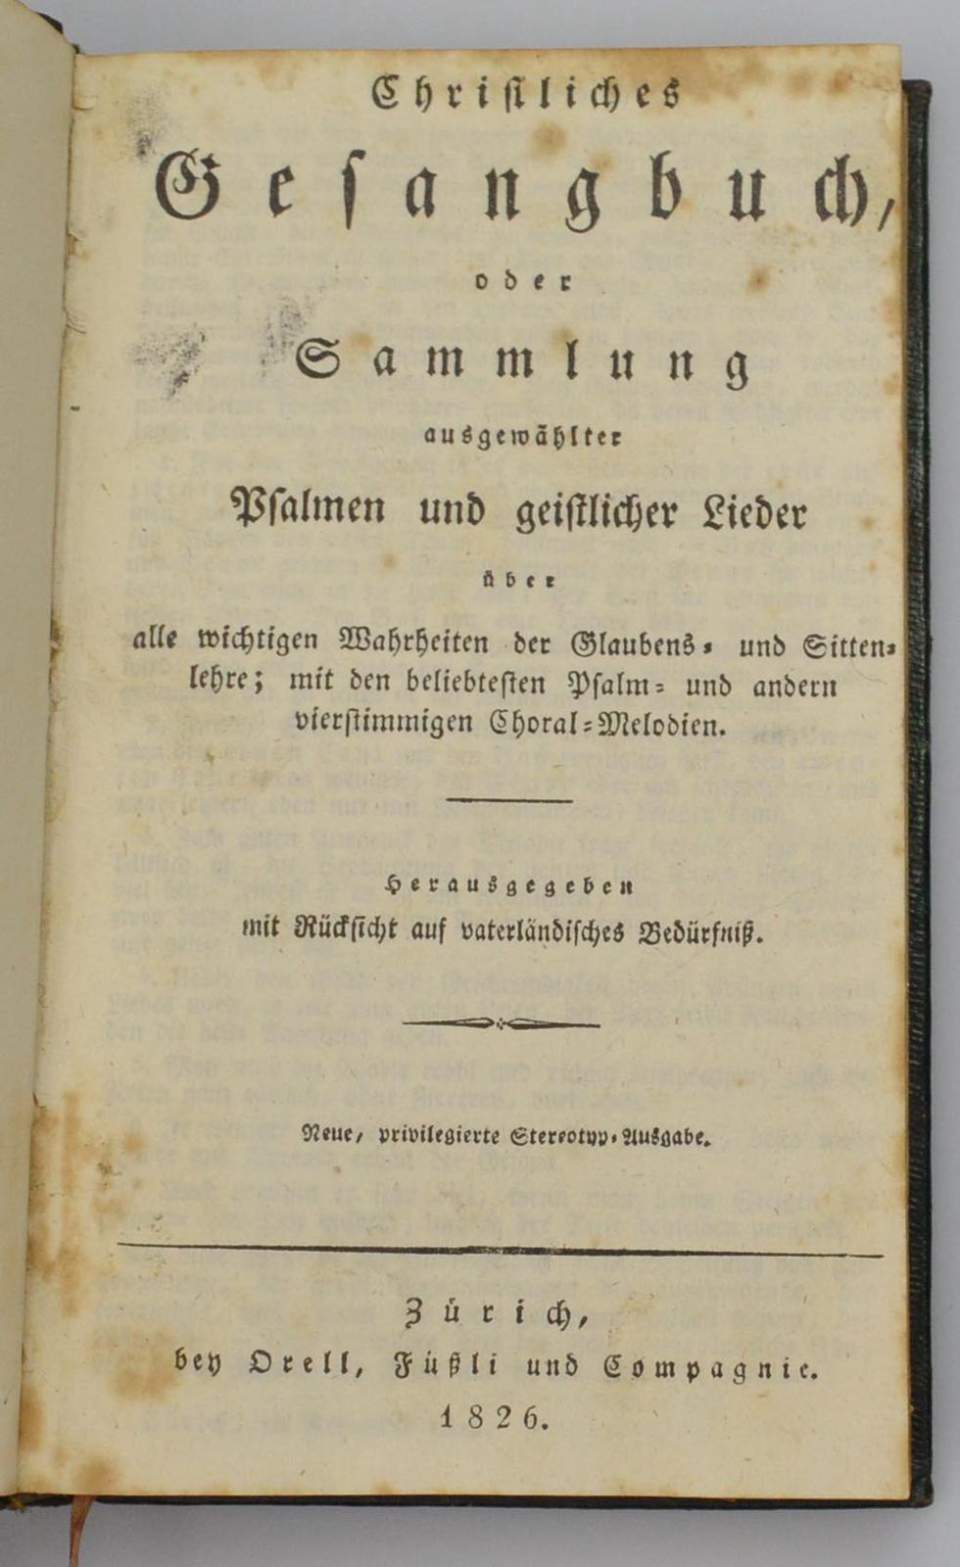 Christliches
Gesangbuch,
oder
Sammlung
ausgewählter
Psalmen und geistlicher Lieder
über
alle wichtigen Wahrheiten der Glaubens- und Sitten-
lehre; mit den beliebtesten Psalm- und andern
vierstimmigen Choral-Melodien.
Herausgegeben
mit Rücksicht auf vaterländisches Bedürfniß.
Neue, privilegierte Stereotyp-Ausgabe.
Zürich,
bey Orell, Füßli und Compagnie.
1826.